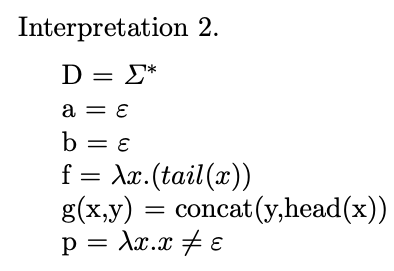 Interpretation 2.
D = Σ*
a = ε
b = ε
f = λx.(tail(x))
g(x,y) = concat(y,head(x))
p = λx.x ≠ ε